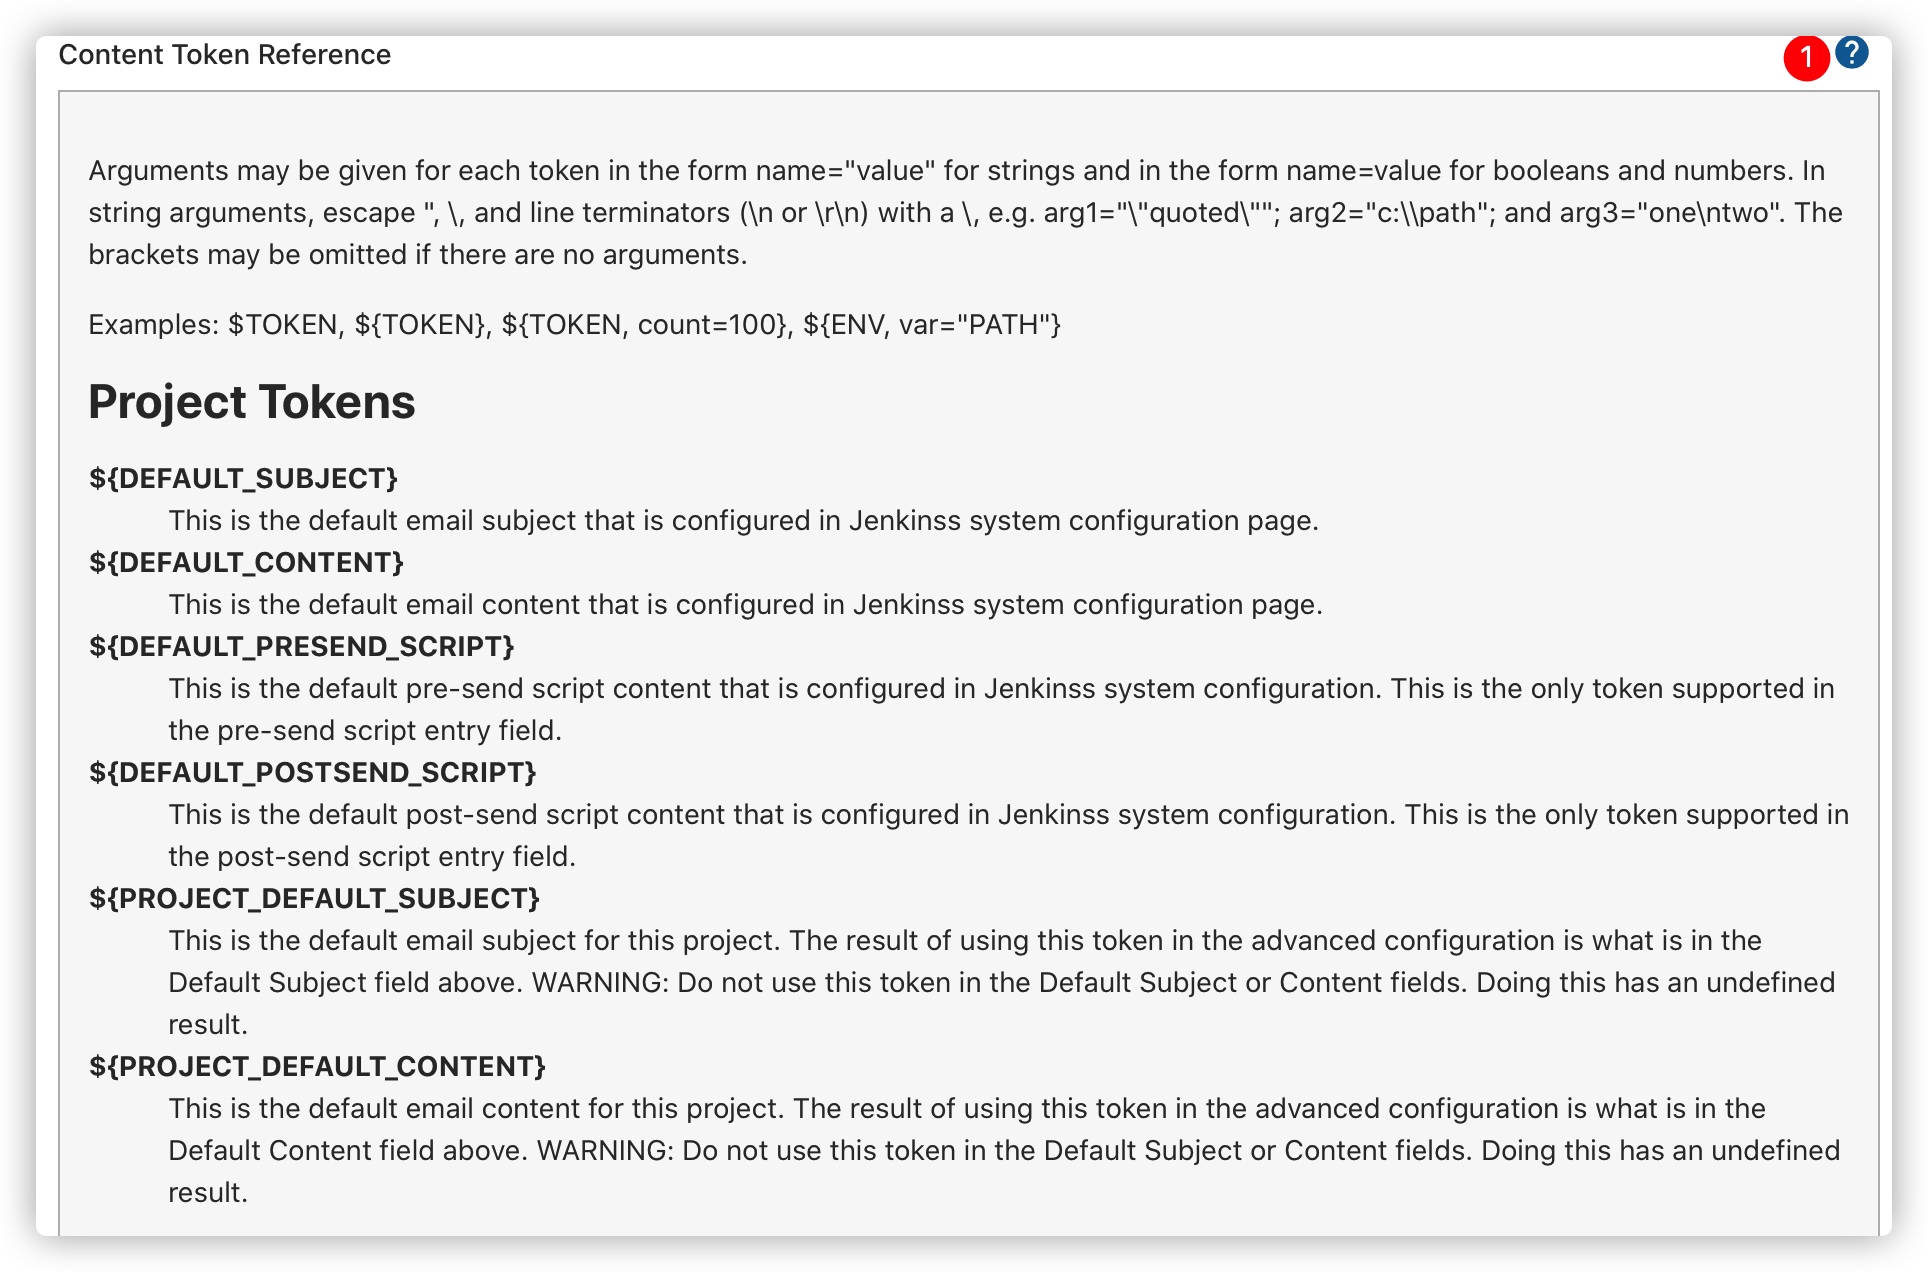 Content Token Reference
1 ?
Arguments may be given for each token in the form name="value" for strings and in the form name=value for booleans and numbers. In
string arguments, escape ", \, and line terminators (\n or \r\n) with a \, e.g. arg1="\"quoted\""; arg2="c:\\path"; and arg3="one\ntwo". The
brackets may be omitted if there are no arguments.
Examples: $TOKEN, ${TOKEN}, ${TOKEN, count=100}, ${ENV, var="PATH"}
Project Tokens
${DEFAULT_SUBJECT}
This is the default email subject that is configured in Jenkinss system configuration page.
${DEFAULT_CONTENT}
This is the default email content that is configured in Jenkinss system configuration page.
${DEFAULT_PRESEND_SCRIPT}
This is the default pre-send script content that is configured in Jenkinss system configuration. This is the only token supported in
the pre-send script entry field.
${DEFAULT_POSTSEND_SCRIPT}
This is the default post-send script content that is configured in Jenkinss system configuration. This is the only token supported in
the post-send script entry field.
${PROJECT_DEFAULT_SUBJECT}
This is the default email subject for this project. The result of using this token in the advanced configuration is what is in the
Default Subject field above. WARNING: Do not use this token in the Default Subject or Content fields. Doing this has an undefined
result.
${PROJECT_DEFAULT_CONTENT}
This is the default email content for this project. The result of using this token in the advanced configuration is what is in the
Default Content field above. WARNING: Do not use this token in the Default Subject or Content fields. Doing this has an undefined
result.